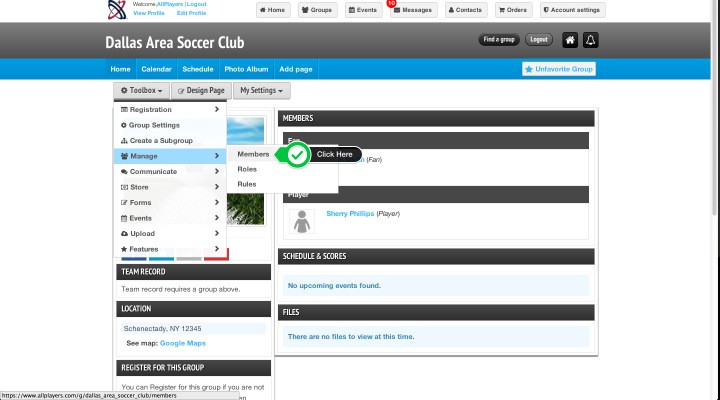 Welcome, AllPlayers | Logout
View Profile Edit Profile
Home Groups Events 10 Messages Contacts Orders Account settings
Dallas Area Soccer Club
Find a group Logout
Home Calendar Schedule Photo Album Add page Unfavorite Group
Toolbox Design Page My Settings
Registration
Group Settings
Create a Subgroup
Manage
Communicate
Store
Forms
Events
Upload
Features
Members
Roles
Rules
Click Here
MEMBERS
Fan
(Fan)
Player
Sherry Phillips (Player)
SCHEDULE & SCORES
No upcoming events found.
FILES
There are no files to view at this time.
TEAM RECORD
Team record requires a group above.
LOCATION
Schenectady, NY 12345
See map: Google Maps
REGISTER FOR THIS GROUP
You can Register for this group if you are not
https://www.allplayers.com/g/dallas_area_soccer_club/members